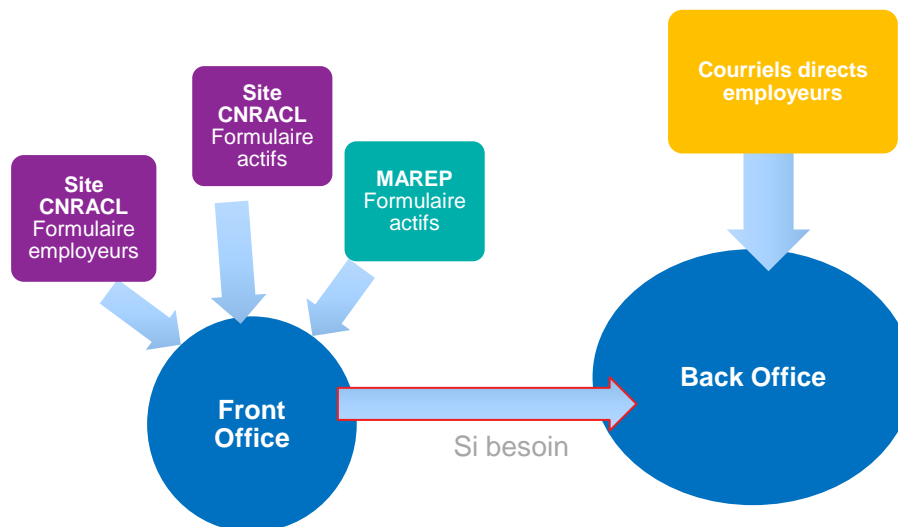 Site
CNRACL
Formulaire
employeurs
Site
CNRACL
Formulaire
actifs
MAREP
Formulaire
actifs
Courriels directs
employeurs
Front
Office
Si besoin
Back Office